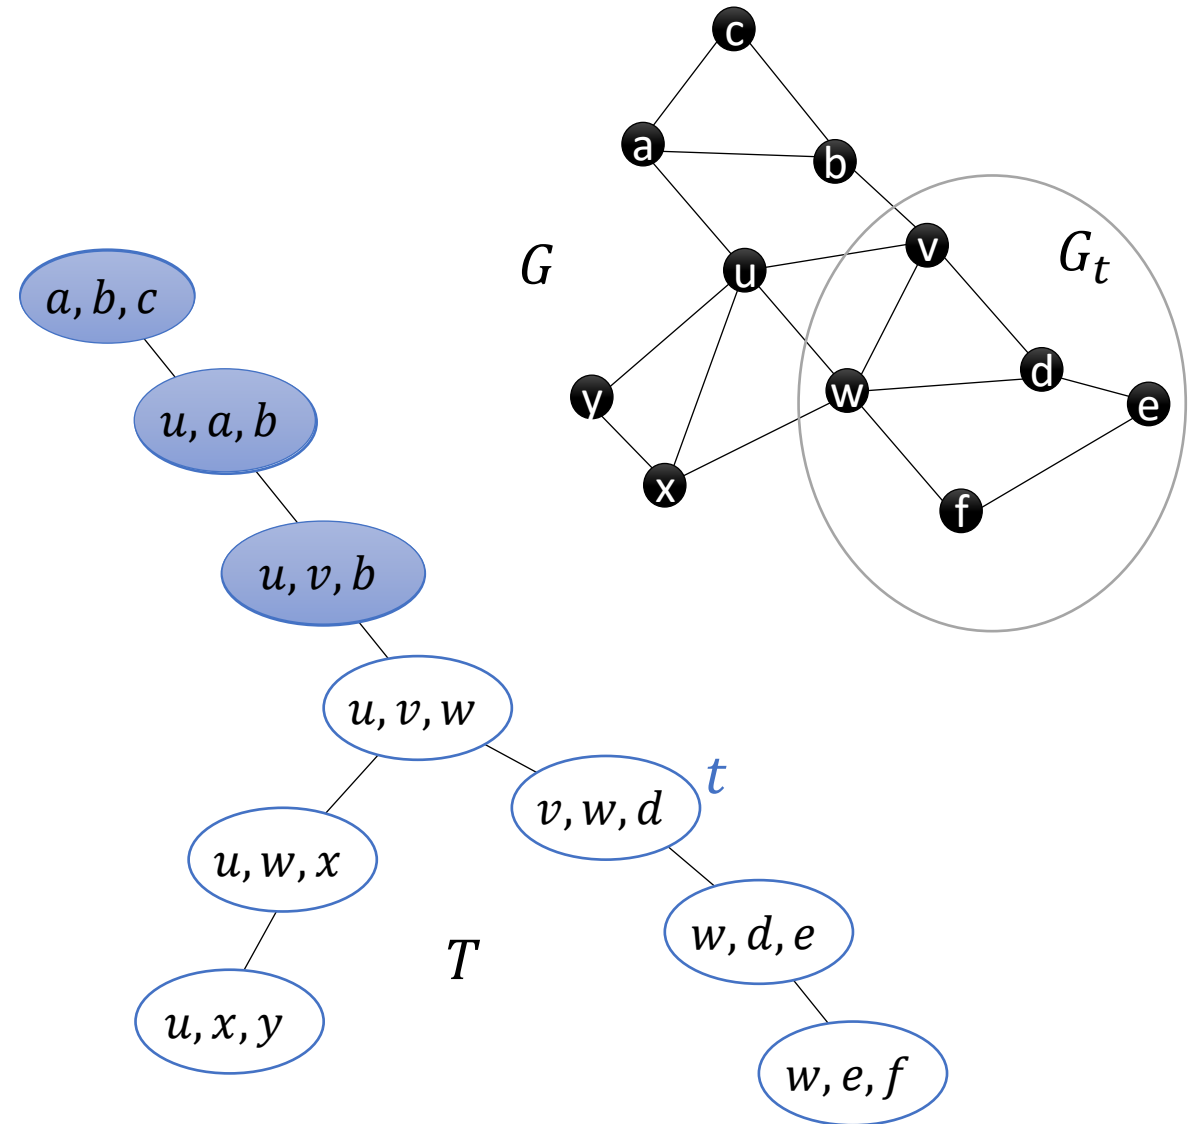 c
a
b
v
G
G_t
u
a, b, c
d
w
y
e
u, a, b
x
f
u, v, b
u, v, w
t
v, w, d
u, w, x
w, d, e
T
u, x, y
w, e, f